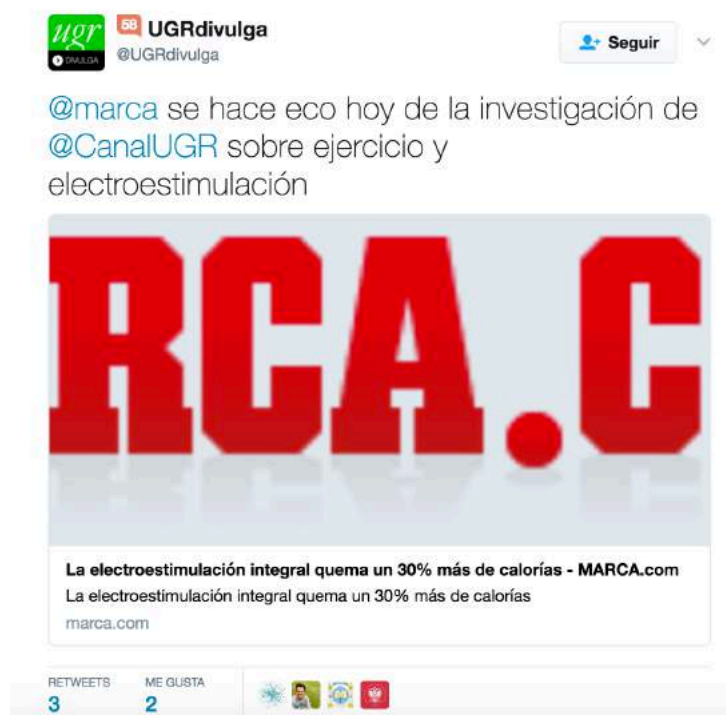 ugr
DIVULGA
58 UGRdivulga
@UGRdivulga
Seguir
@marca se hace eco hoy de la investigación de
@CanalUGR sobre ejercicio y
electroestimulación
RCA.C
La electroestimulación integral quema un 30% más de calorías - MARCA.com
La electroestimulación integral quema un 30% más de calorías
marca.com
RETWEETS ME GUSTA
3 2